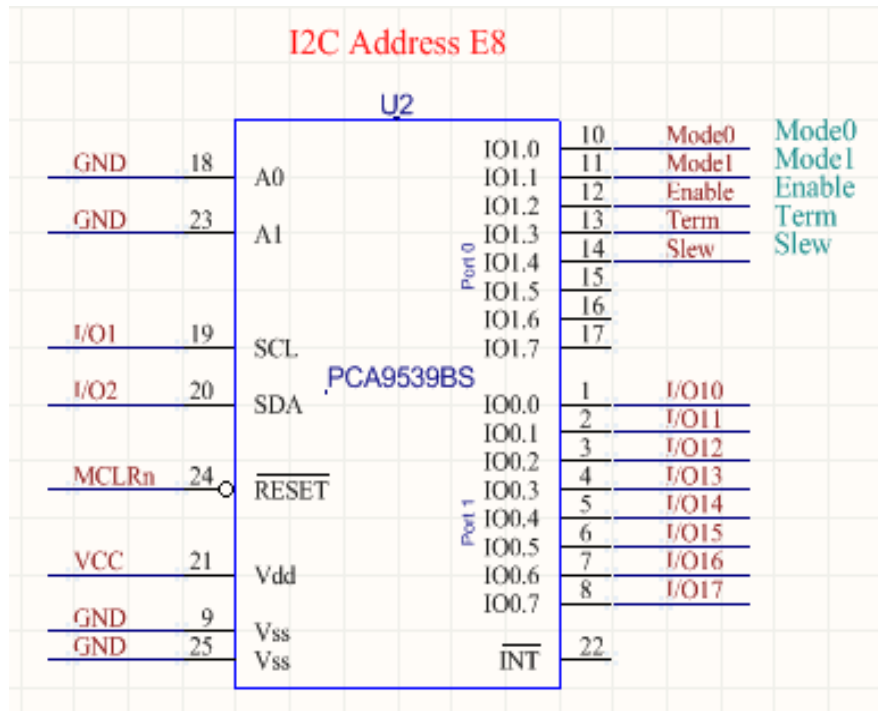 I2C Address E8
U2
GND 18 A0
GND 23 A1
I/O1 19 SCL
I/O2 20 SDA
MCLRn 24 RESET
VCC 21 Vdd
GND 9 Vss
GND 25 Vss
PCA9539BS
Port 0
IO1.0 10 Mode0 Mode0
IO1.1 11 Mode1 Mode1
IO1.2 12 Enable Enable
IO1.3 13 Term Term
IO1.4 14 Slew Slew
IO1.5 15
IO1.6 16
IO1.7 17
Port 1
IO0.0 1 I/O10
IO0.1 2 I/O11
IO0.2 3 I/O12
IO0.3 4 I/O13
IO0.4 5 I/O14
IO0.5 6 I/O15
IO0.6 7 I/O16
IO0.7 8 I/O17
INT 22